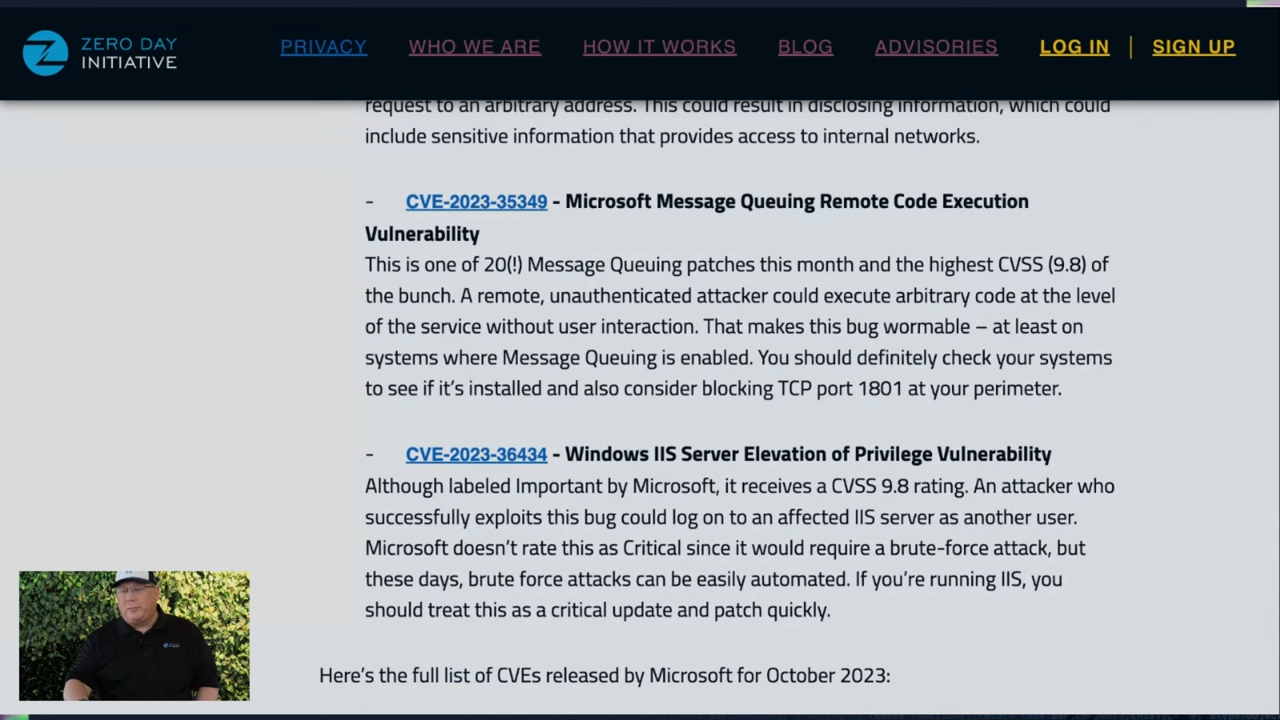 ZERO DAY
INITIATIVE
PRIVACY WHO WE ARE HOW IT WORKS BLOG ADVISORIES LOG IN | SIGN UP
request to an arbitrary address. This could result in disclosing information, which could
include sensitive information that provides access to internal networks.
- CVE-2023-35349 - Microsoft Message Queuing Remote Code Execution
Vulnerability
This is one of 20(!) Message Queuing patches this month and the highest CVSS (9.8) of
the bunch. A remote, unauthenticated attacker could execute arbitrary code at the level
of the service without user interaction. That makes this bug wormable – at least on
systems where Message Queuing is enabled. You should definitely check your systems
to see if it’s installed and also consider blocking TCP port 1801 at your perimeter.
- CVE-2023-36434 - Windows IIS Server Elevation of Privilege Vulnerability
Although labeled Important by Microsoft, it receives a CVSS 9.8 rating. An attacker who
successfully exploits this bug could log on to an affected IIS server as another user.
Microsoft doesn’t rate this as Critical since it would require a brute-force attack, but
these days, brute force attacks can be easily automated. If you’re running IIS, you
should treat this as a critical update and patch quickly.
Here’s the full list of CVEs released by Microsoft for October 2023: